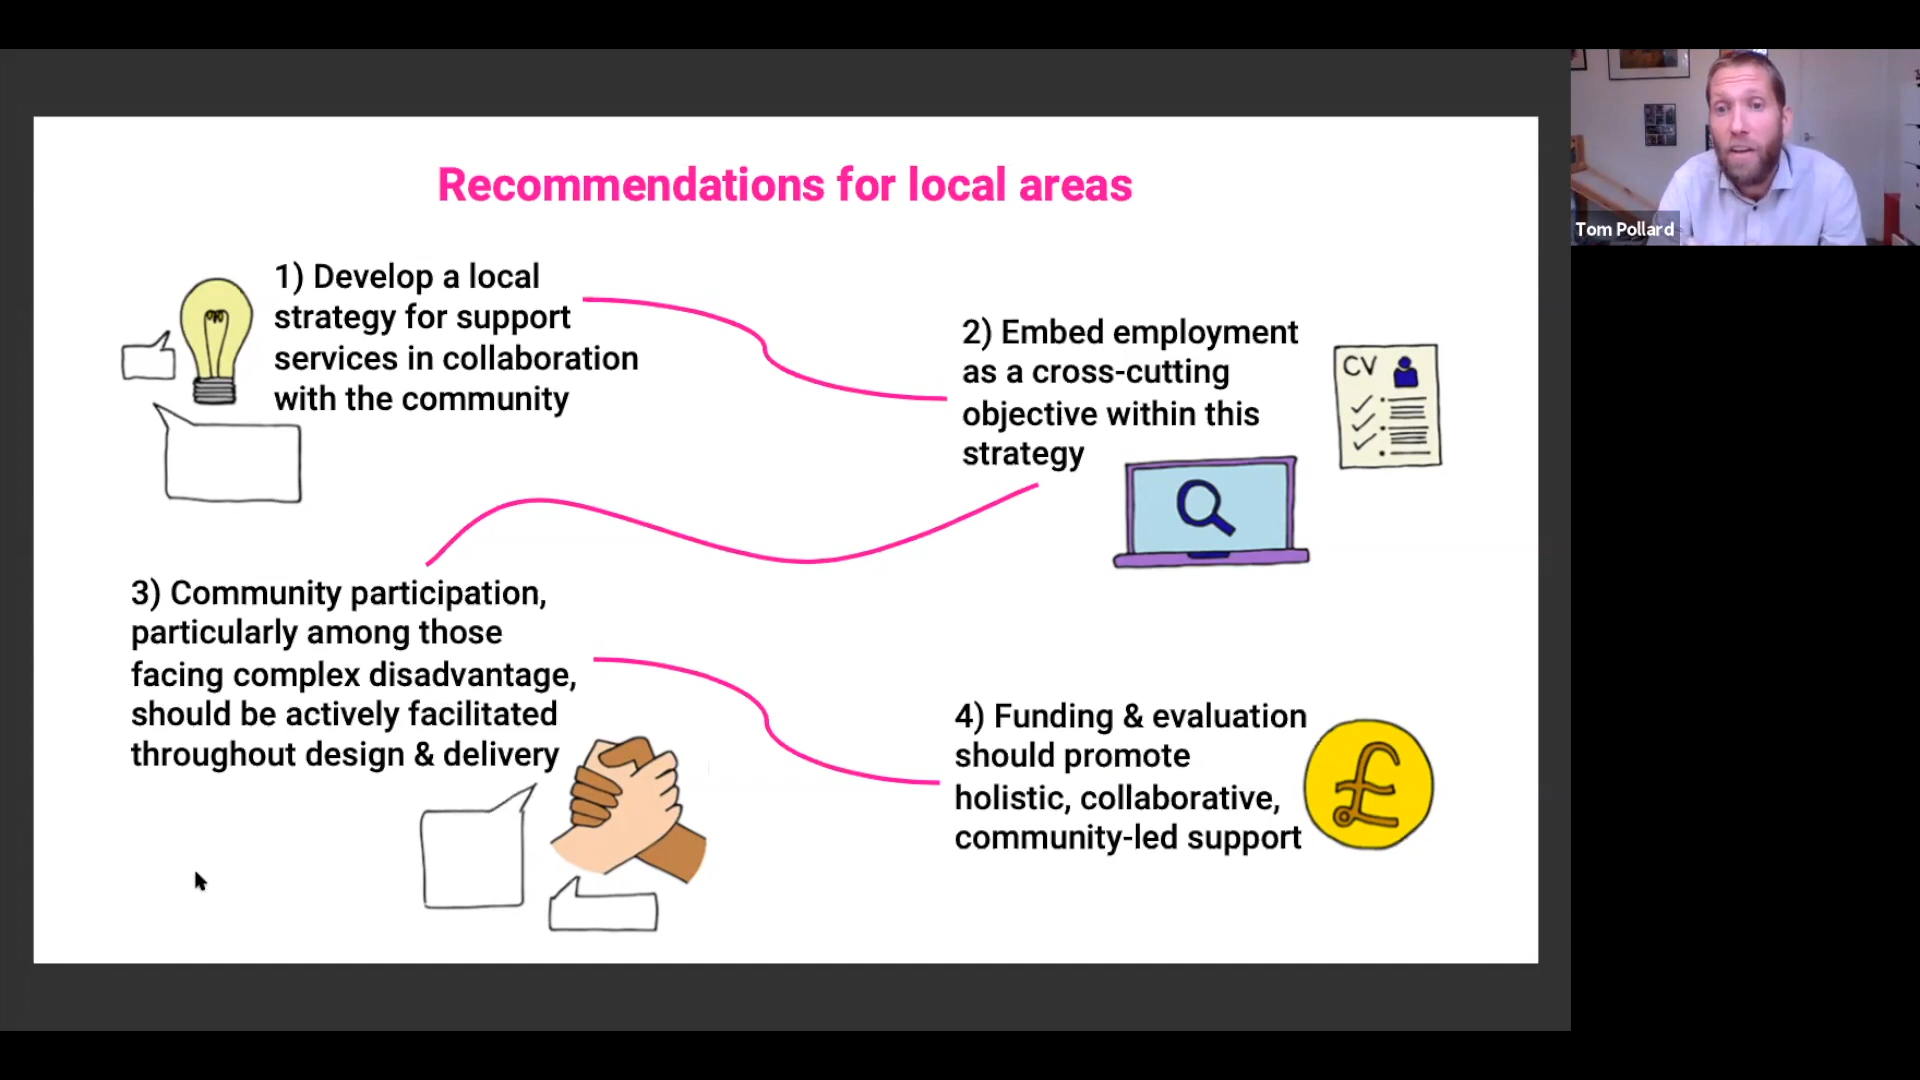 Recommendations for local areas
1) Develop a local
strategy for support
services in collaboration
with the community
2) Embed employment
as a cross-cutting
objective within this
strategy
CV
3) Community participation,
particularly among those
facing complex disadvantage,
should be actively facilitated
throughout design & delivery
4) Funding & evaluation
should promote
holistic, collaborative,
community-led support
£
Tom Pollard